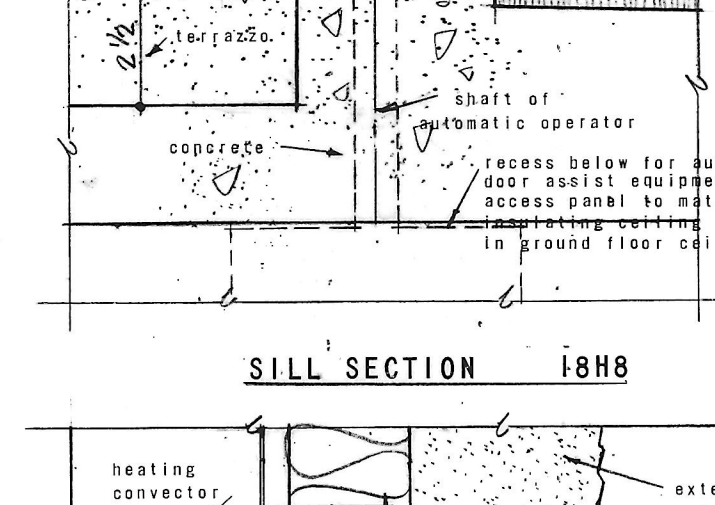 2 1/2
terrazzo
shaft of
automatic operator
concrete
recess below for au
door assist equipme
access panel to mat
insulating ceiling
in ground floor cei
SILL SECTION 18H8
heating
convector
exte